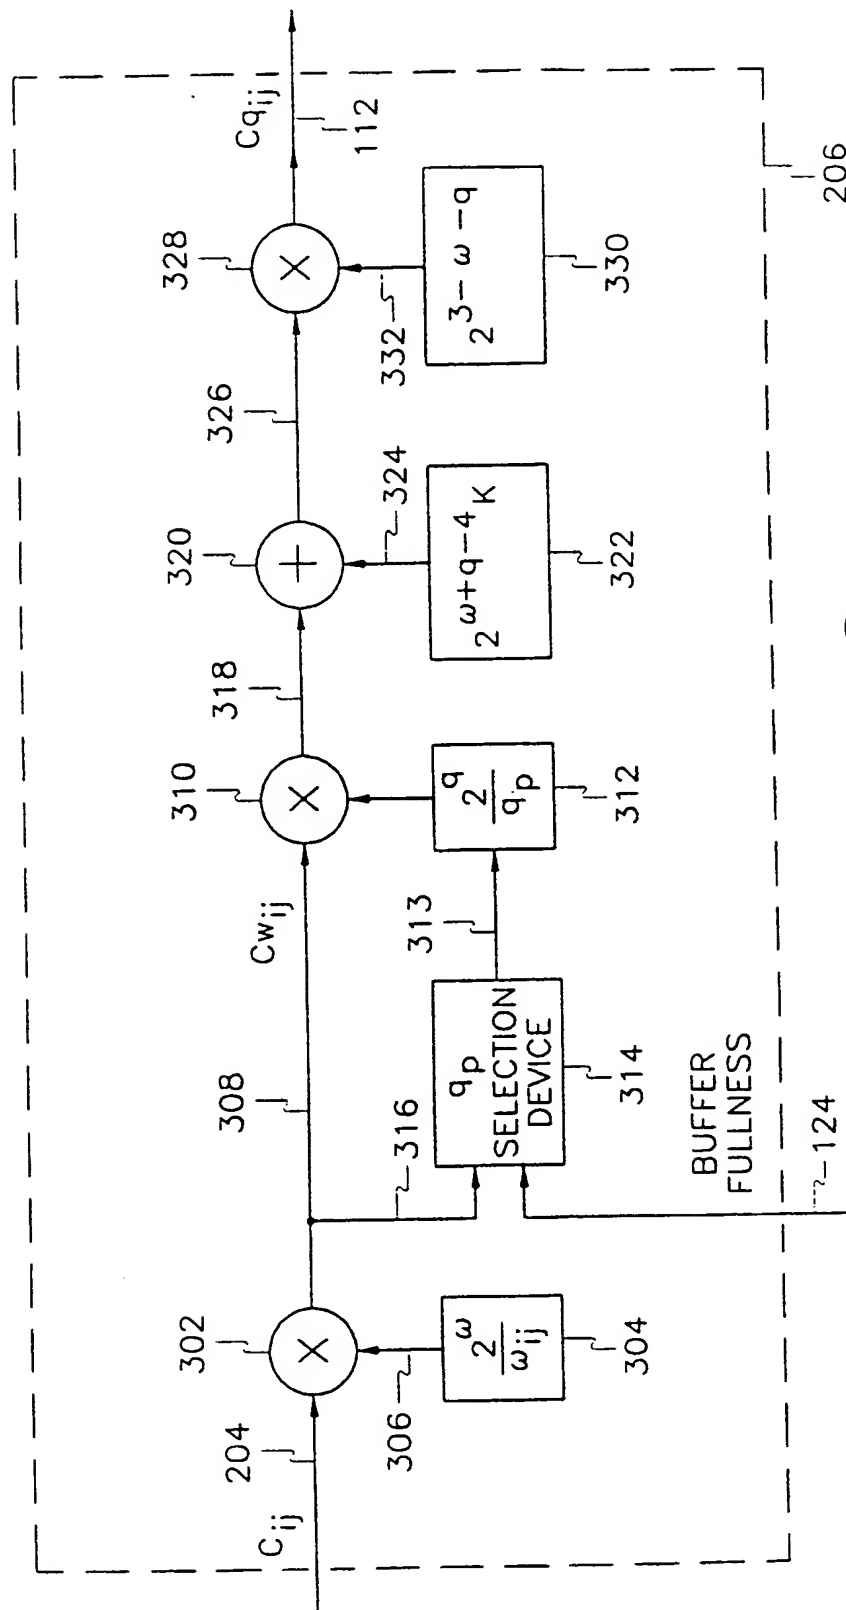 C_ij
204
302
×
306
2^ω / ω_ij
304
308
Cw_ij
316
q_p
SELECTION
DEVICE
314
BUFFER
FULLNESS
124
313
310
×
2^q / q_p
312
318
320
+
324
2^ω+q−4 K
322
326
328
×
332
2^3−ω−q
330
Cq_ij
112
206